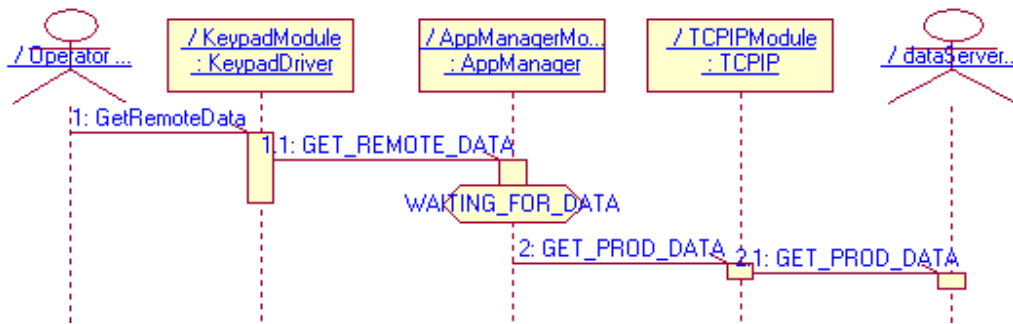 / Operator ...
/ KeypadModule
: KeypadDriver
/ AppManagerMo...
: AppManager
/ TCPIPModule
: TCPIP
/ dataServer...
1: GetRemoteData
1.1: GET_REMOTE_DATA
WAITING_FOR_DATA
2: GET_PROD_DATA
2.1: GET_PROD_DATA